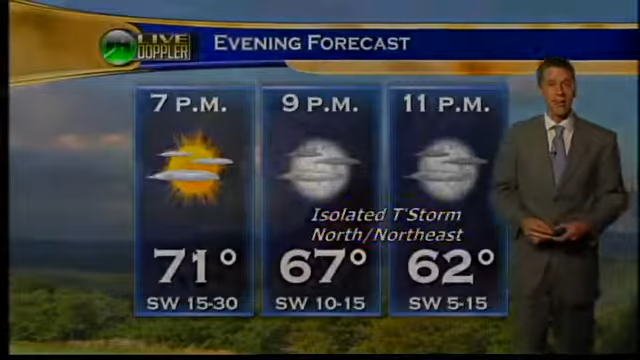 LIVE
DOPPLER
EVENING FORECAST
7 P.M.
9 P.M.
11 P.M.
Isolated T'Storm
North/Northeast
71°
67°
62°
SW 15-30
SW 10-15
SW 5-15